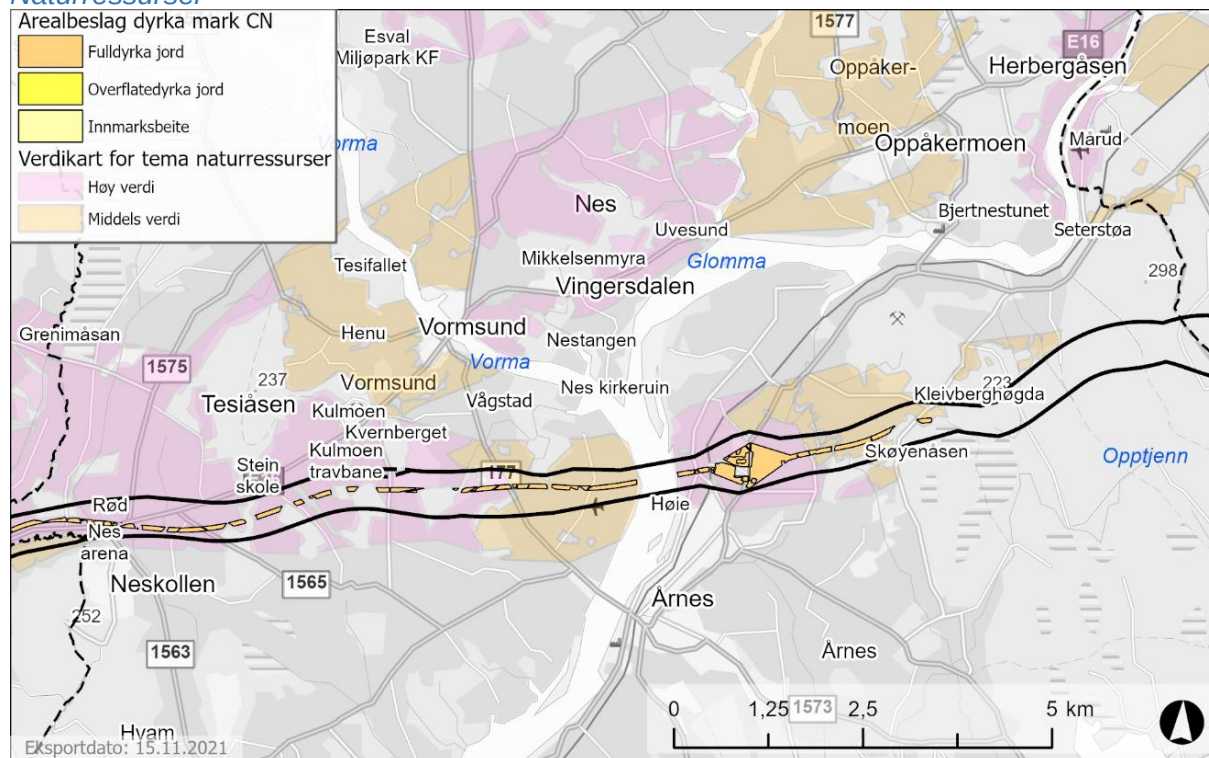 Naturressurser
Arealbeslag dyrka mark CN
Fulldyrka jord
Overflatedyrka jord
Innmarksbeite
Verdikart for tema naturressurser
Høy verdi
Middels verdi
Esval
Miljøpark KF
1577
E16
Oppåker-
moen
Herbergåsen
Vorma
Oppåkermoen
Mårud
Nes
Bjertnestunet
Uvesund
Seterstøa
Tesifallet
Mikkelsenmyra
Glomma
298
Vingersdalen
Grenimåsan
Henu
Vormsund
Nestangen
1575
Vorma
237
Vormsund
Nes kirkeruin
223
Kleivberghøgda
Tesiåsen
Kulmoen
Vågstad
Kvernberget
Kulmoen
travbane
Skøyenåsen
Opptjenn
Stein
skole
177
Rød
Høie
Nes
arena
Neskollen
1565
Årnes
252
1563
Årnes
0
1,25
1573
2,5
5 km
Hvam
Eksportdato: 15.11.2021